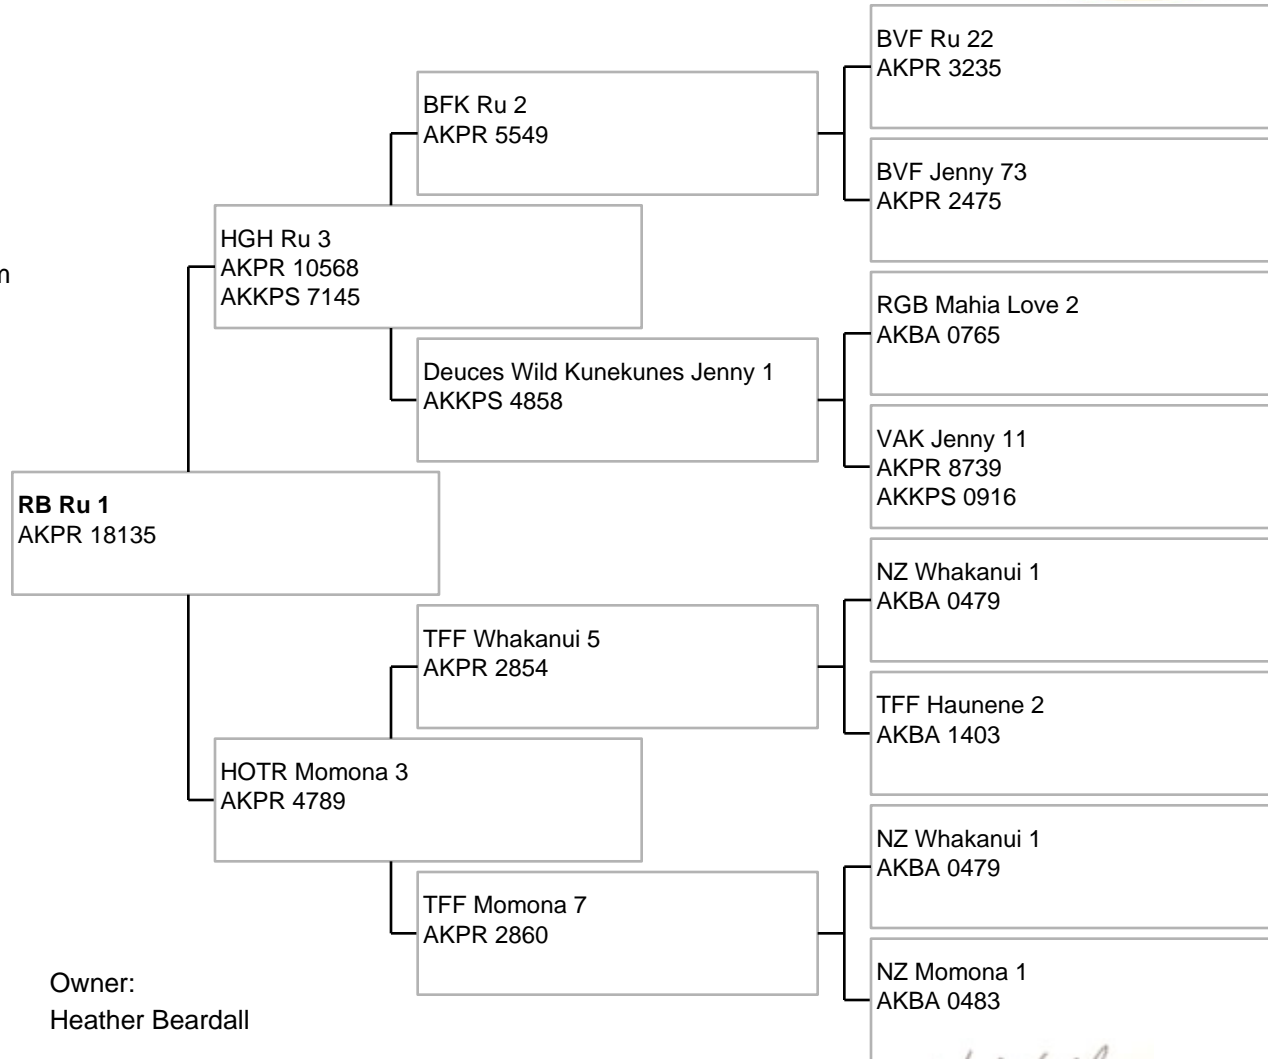 BVF Ru 22
AKPR 3235
BFK Ru 2
AKPR 5549
BVF Jenny 73
AKPR 2475
HGH Ru 3
AKPR 10568
AKKPS 7145
RGB Mahia Love 2
AKBA 0765
Deuces Wild Kunekunes Jenny 1
AKKPS 4858
VAK Jenny 11
AKPR 8739
AKKPS 0916
RB Ru 1
AKPR 18135
NZ Whakanui 1
AKBA 0479
TFF Whakanui 5
AKPR 2854
TFF Haunene 2
AKBA 1403
HOTR Momona 3
AKPR 4789
NZ Whakanui 1
AKBA 0479
TFF Momona 7
AKPR 2860
NZ Momona 1
AKBA 0483
Owner:
Heather Beardall